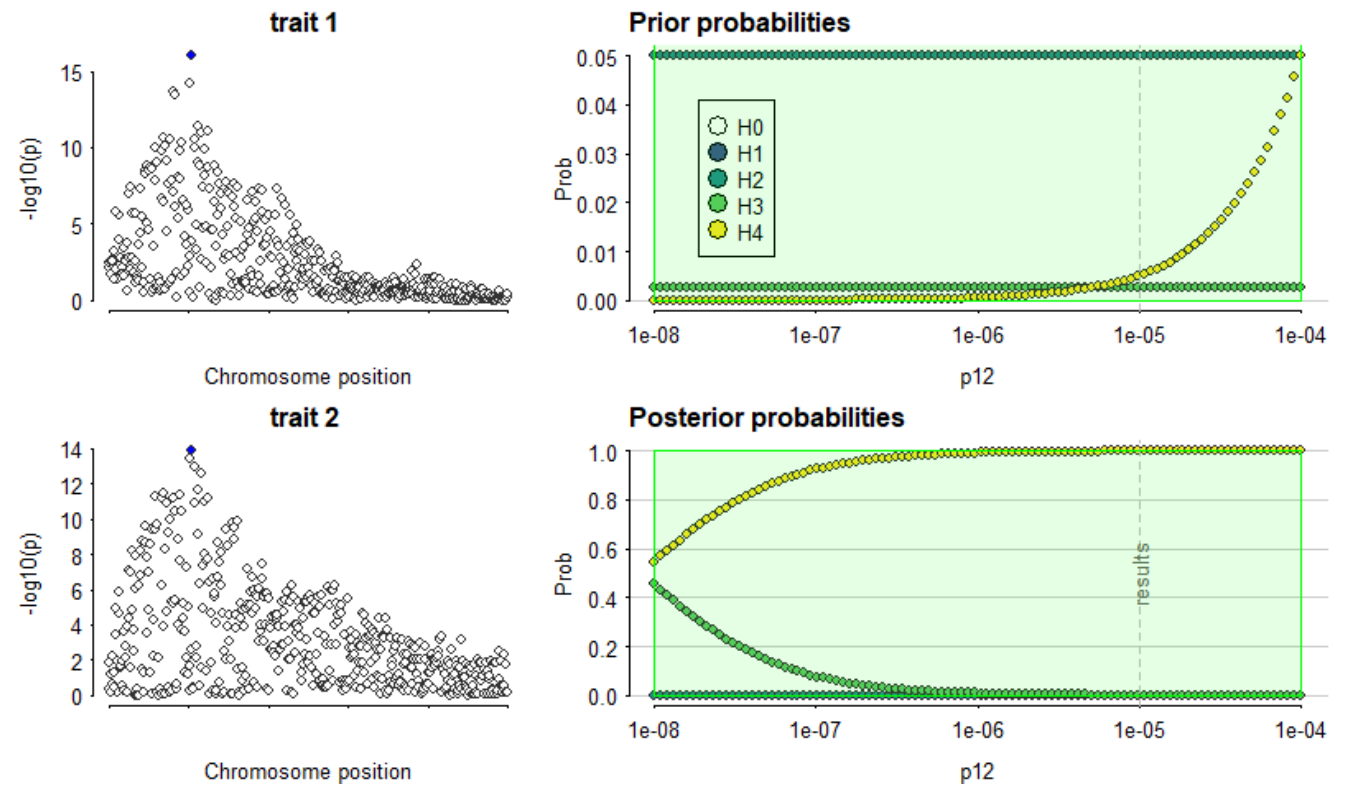 trait 1
-log10(p)
15
10
5
0
Chromosome position
Prior probabilities
Prob
0.05
0.04
0.03
0.02
0.01
0.00
H0
H1
H2
H3
H4
1e-08 1e-07 1e-06 1e-05 1e-04
p12
trait 2
-log10(p)
14
12
10
8
6
4
2
0
Chromosome position
Posterior probabilities
Prob
1.0
0.8
0.6
0.4
0.2
0.0
results
1e-08 1e-07 1e-06 1e-05 1e-04
p12